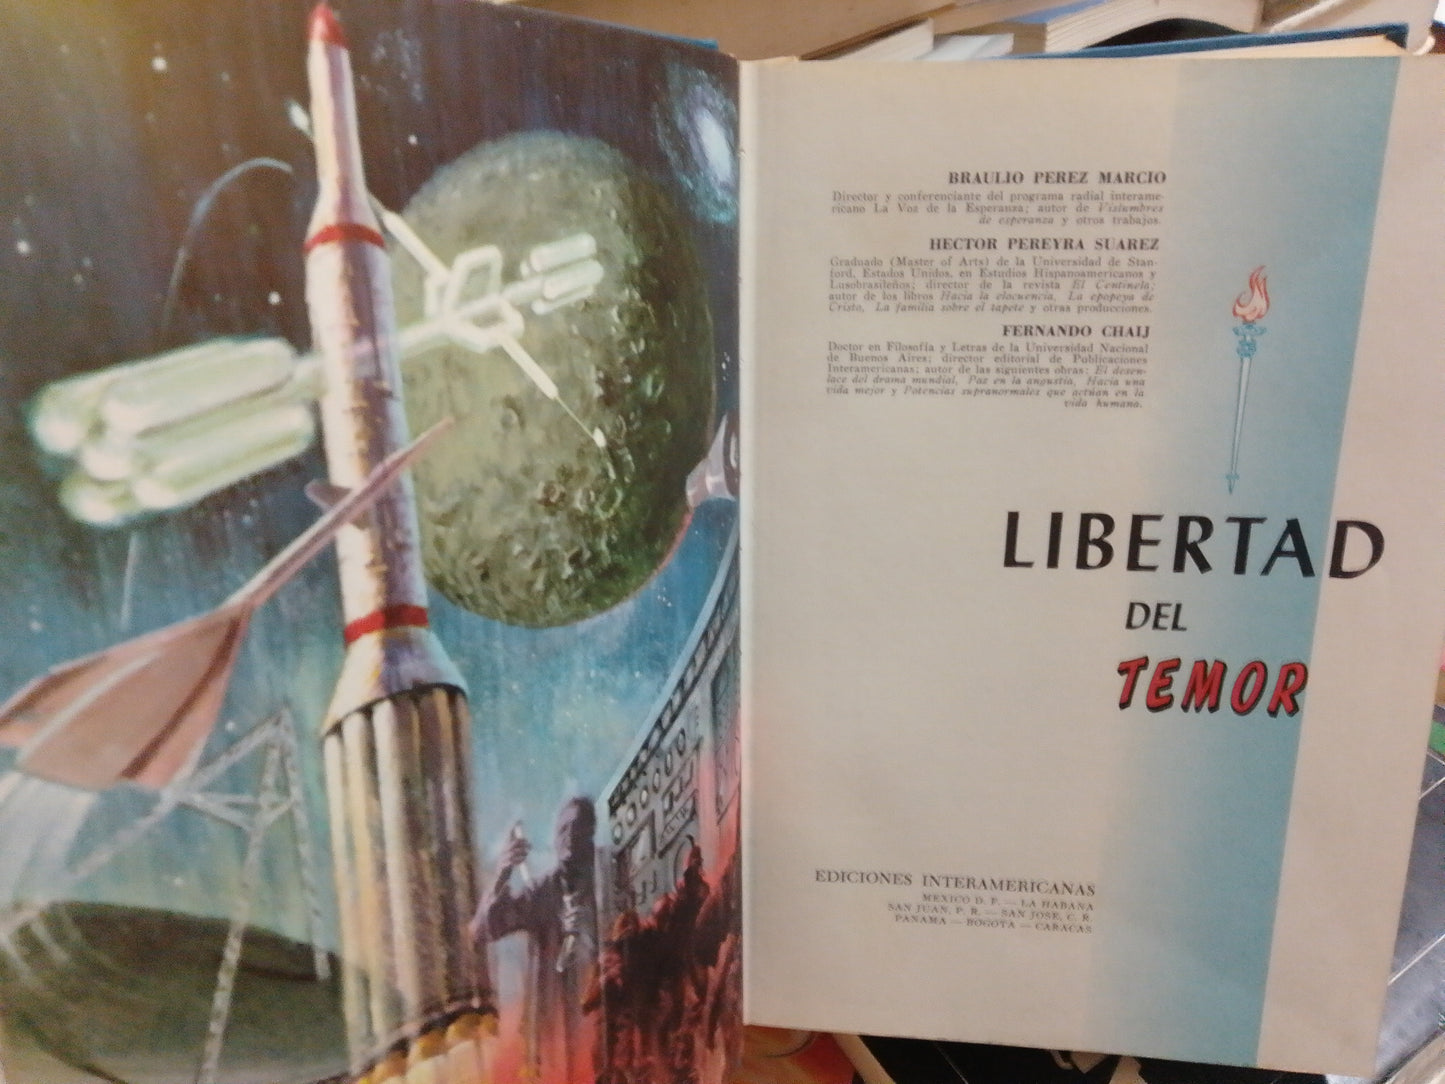 BRAULIO PEREZ MARCIO
Director y conferenciante del programa radial interame-
ricano La Voz de la Esperanza; autor de Vislumbres
de esperanza y otros trabajos.
HECTOR PEREYRA SUAREZ
Graduado (Master of Arts) de la Universidad de Stan-
ford, Estados Unidos, en Estudios Hispanoamericanos y
Lusobrasileños; director de la revista El Centinela;
autor de los libros Hacia la elocuencia, La epopeya de
Cristo, La familia sobre el tapete y otras producciones.
FERNANDO CHAIJ
Doctor en Filosofía y Letras de la Universidad Nacional
de Buenos Aires; director editorial de Publicaciones
Interamericanas; autor de las siguientes obras: El desen-
lace del drama mundial, Paz en la angustia, Hacia una
vida mejor y Potencias supranormales que actúan en la
vida humana.
LIBERTAD
DEL
TEMOR
EDICIONES INTERAMERICANAS
MEXICO D. F. — LA HABANA
SAN JUAN, P. R. — SAN JOSE, C. R.
PANAMA — BOGOTA — CARACAS